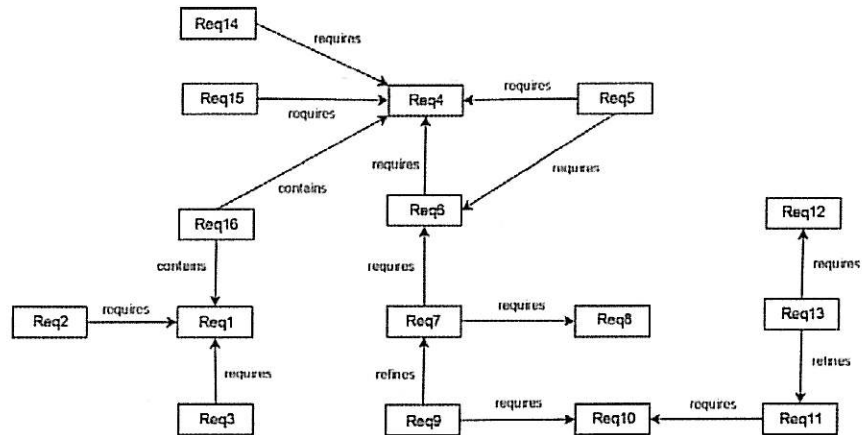 Req14
requires
Req15
requires
Req4
requires
Req5
requires
requires
contains
Req16
Req6
Req12
contains
requires
requires
Req2
requires
Req1
Req7
requires
Req8
Req13
requires
refines
refines
Req3
Req9
requires
Req10
requires
Req11